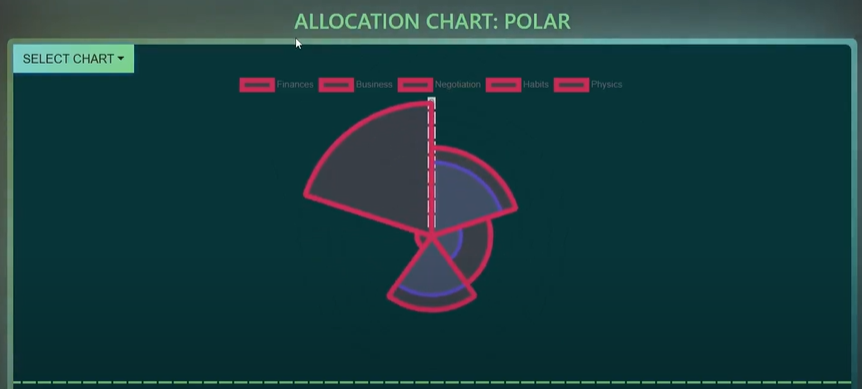 ALLOCATION CHART: POLAR
SELECT CHART
Finances Business Negotiation Habits Physics